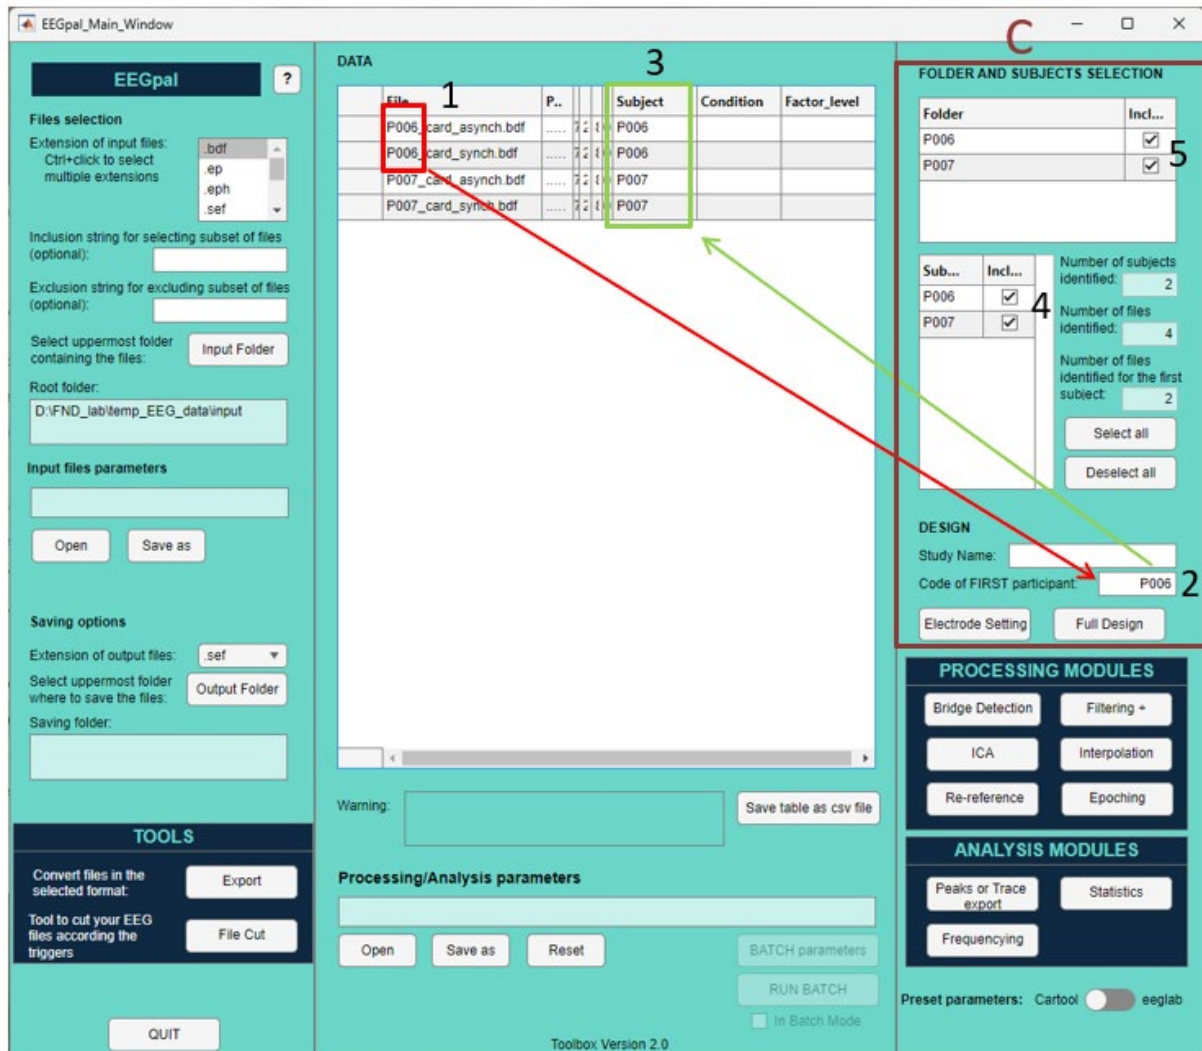 EEGpal_Main_Window
C
EEGpal
?
Files selection
Extension of input files:
Ctrl+click to select
multiple extensions
.bdf
.ep
.eph
.sef
Inclusion string for selecting subset of files
(optional):
Exclusion string for excluding subset of files
(optional):
Select uppermost folder
containing the files:
Input Folder
Root folder:
D:\FND_lab\temp_EEG_data\input
Input files parameters
Open
Save as
Saving options
Extension of output files:
.sef
Select uppermost folder
where to save the files:
Output Folder
Saving folder:
TOOLS
Convert files in the
selected format:
Export
Tool to cut your EEG
files according the
triggers
File Cut
QUIT
DATA
1
3
File P.. Subject Condition Factor_level
P006_card_asynch.bdf ..... P006
P006_card_synch.bdf ..... P006
P007_card_asynch.bdf ..... P007
P007_card_synch.bdf ..... P007
Warning:
Save table as csv file
Processing/Analysis parameters
Open
Save as
Reset
BATCH parameters
RUN BATCH
In Batch Mode
Toolbox Version 2.0
FOLDER AND SUBJECTS SELECTION
Folder Incl...
P006
P007
5
Sub... Incl...
P006
P007
4
Number of subjects
identified: 2
Number of files
identified: 4
Number of files
identified for the first
subject: 2
Select all
Deselect all
DESIGN
Study Name:
Code of FIRST participant: P006
2
Electrode Setting
Full Design
PROCESSING MODULES
Bridge Detection
Filtering +
ICA
Interpolation
Re-reference
Epoching
ANALYSIS MODULES
Peaks or Trace
export
Statistics
Frequencying
Preset parameters: Cartool eeglab